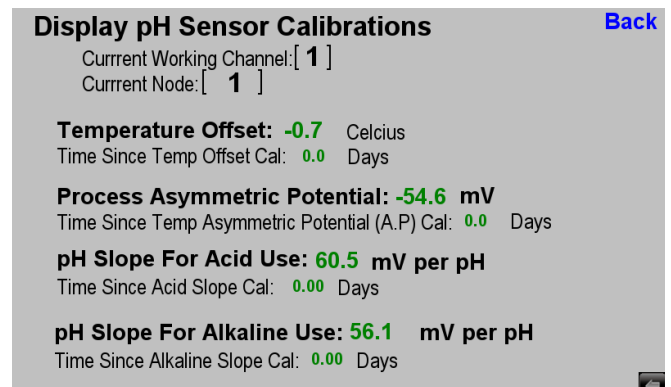 Display pH Sensor Calibrations
Back
Currrent Working Channel:[ 1 ]
Currrent Node:[ 1 ]
Temperature Offset: -0.7 Celcius
Time Since Temp Offset Cal: 0.0 Days
Process Asymmetric Potential: -54.6 mV
Time Since Temp Asymmetric Potential (A.P) Cal: 0.0 Days
pH Slope For Acid Use: 60.5 mV per pH
Time Since Acid Slope Cal: 0.00 Days
pH Slope For Alkaline Use: 56.1 mV per pH
Time Since Alkaline Slope Cal: 0.00 Days